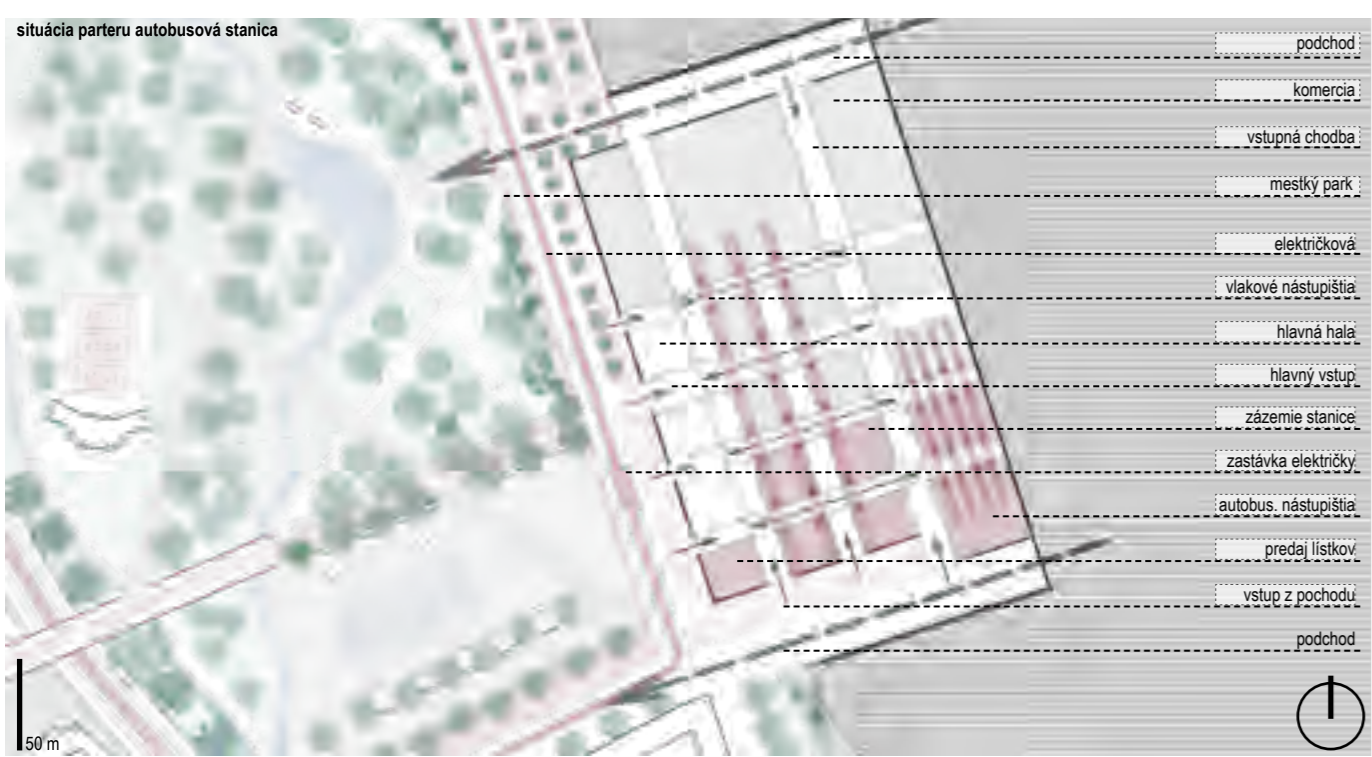 situácia parteru autobusová stanica
podchod
komercia
vstupná chodba
mestký park
električková
vlakové nástupištia
hlavná hala
hlavný vstup
zázemie stanice
zastávka električky
autobus. nástupištia
predaj lístkov
vstup z pochodu
podchod
50 m